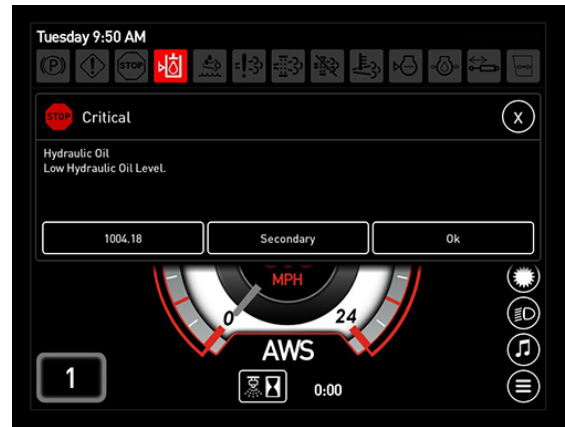 Tuesday 9:50 AM
(P)
STOP
STOP Critical X
Hydraulic Oil
Low Hydraulic Oil Level.
1004.18 Secondary Ok
MPH
0 24
AWS
1 0:00